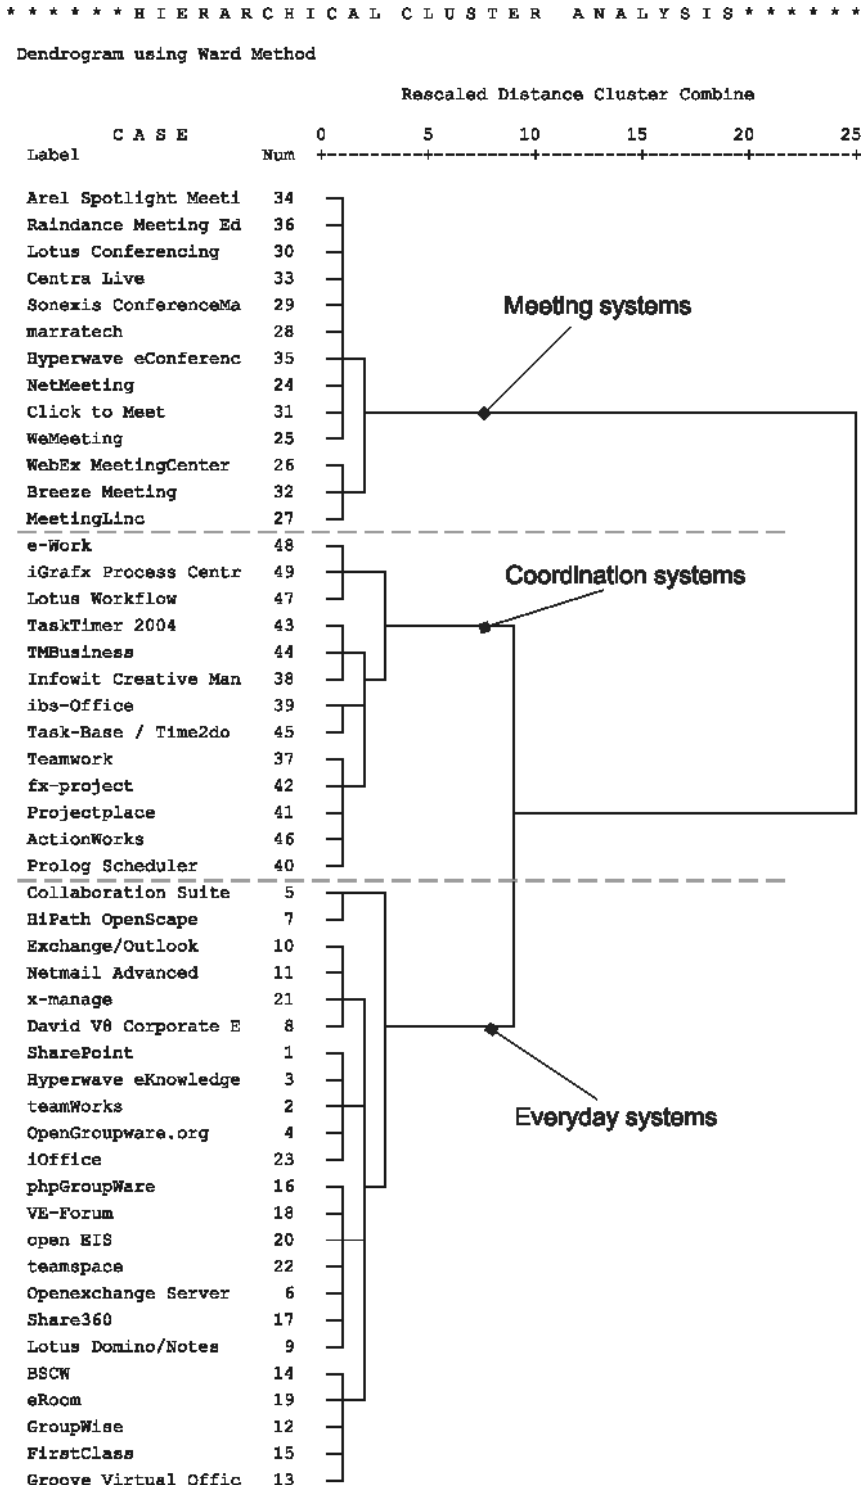 * * * * * * H I E R A R C H I C A L C L U S T E R A N A L Y S I S * * * * * *
Dendrogram using Ward Method
Rescaled Distance Cluster Combine
C A S E 0 5 10 15 20 25
Label Num +---------+---------+---------+---------+---------+
Arel Spotlight Meeti 34
Raindance Meeting Ed 36
Lotus Conferencing 30
Centra Live 33
Sonexis ConferenceMa 29
Meeting systems
marratech 28
Hyperwave eConferenc 35
NetMeeting 24
Click to Meet 31
WeMeeting 25
WebEx MeetingCenter 26
Breeze Meeting 32
MeetingLinc 27
e-Work 48
iGrafx Process Centr 49
Coordination systems
Lotus Workflow 47
TaskTimer 2004 43
TMBusiness 44
Infowit Creative Man 38
ibs-Office 39
Task-Base / Time2do 45
Teamwork 37
fx-project 42
Projectplace 41
ActionWorks 46
Prolog Scheduler 40
Collaboration Suite 5
HiPath OpenScape 7
Exchange/Outlook 10
Netmail Advanced 11
x-manage 21
David V8 Corporate E 8
SharePoint 1
Hyperwave eKnowledge 3
teamWorks 2
Everyday systems
OpenGroupware.org 4
iOffice 23
phpGroupWare 16
VE-Forum 18
open EIS 20
teamspace 22
Openexchange Server 6
Share360 17
Lotus Domino/Notes 9
BSCW 14
eRoom 19
GroupWise 12
FirstClass 15
Groove Virtual Offic 13